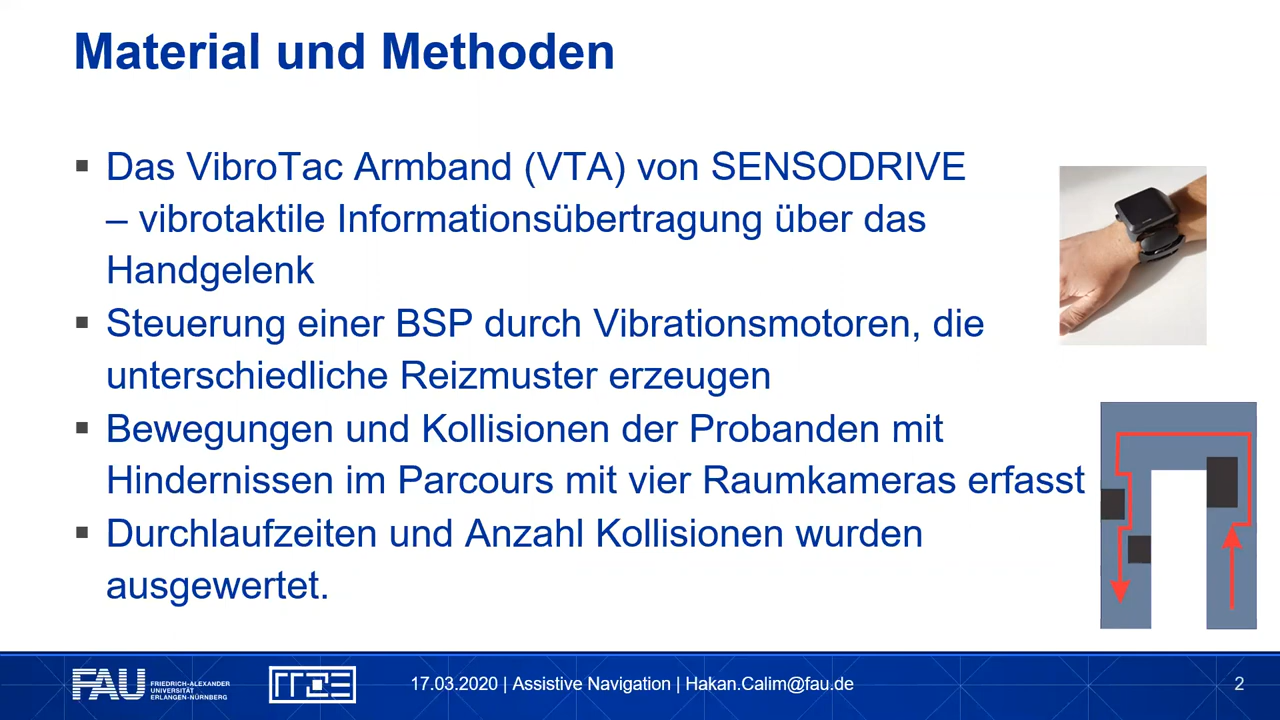 Material und Methoden
▪ Das VibroTac Armband (VTA) von SENSODRIVE
– vibrotaktile Informationsübertragung über das
Handgelenk
▪ Steuerung einer BSP durch Vibrationsmotoren, die
unterschiedliche Reizmuster erzeugen
▪ Bewegungen und Kollisionen der Probanden mit
Hindernissen im Parcours mit vier Raumkameras erfasst
▪ Durchlaufzeiten und Anzahl Kollisionen wurden
ausgewertet.
FAU
FRIEDRICH-ALEXANDER
UNIVERSITÄT
ERLANGEN-NÜRNBERG
17.03.2020 | Assistive Navigation | Hakan.Calim@fau.de
2